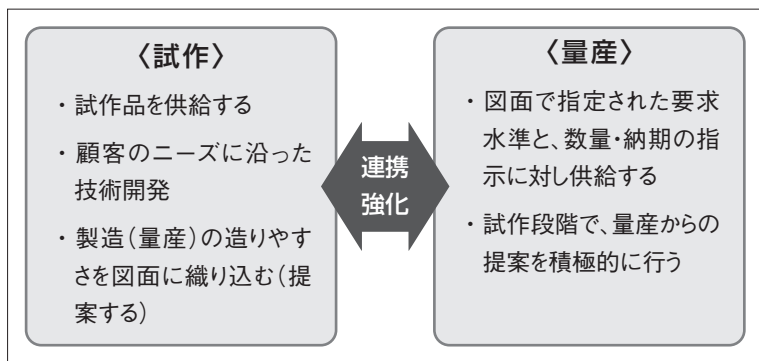 〈試作〉
・試作品を供給する
・顧客のニーズに沿った
技術開発
・製造(量産)の造りやす
さを図面に織り込む(提
案する)
連携
強化
〈量産〉
・図面で指定された要求
水準と、数量・納期の指
示に対し供給する
・試作段階で、量産からの
提案を積極的に行う